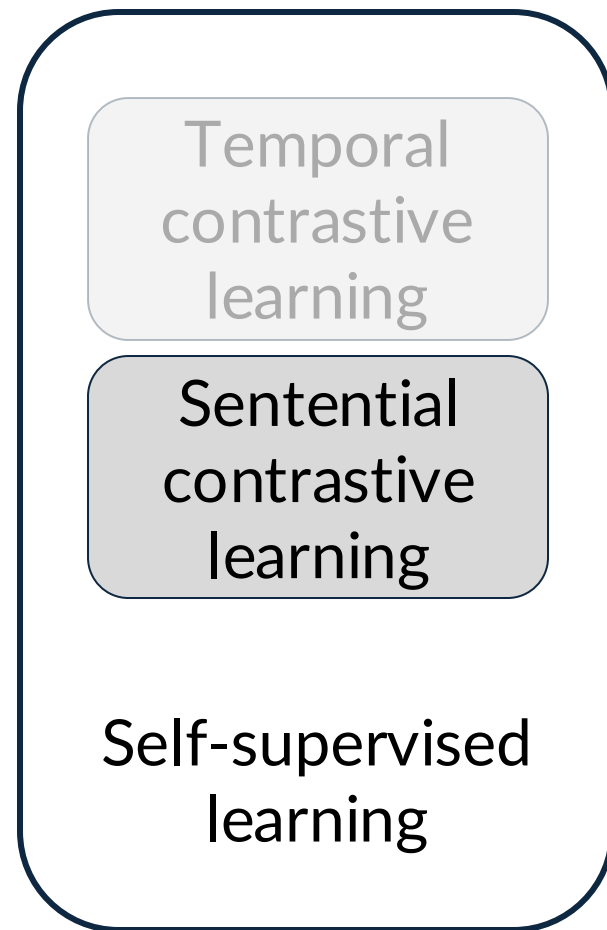 Temporal
contrastive
learning
Sentential
contrastive
learning
Self-supervised
learning